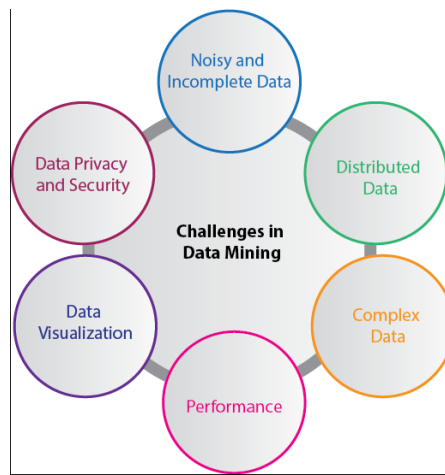 Noisy and
Incomplete Data
Data Privacy
and Security
Distributed
Data
Challenges in
Data Mining
Data
Visualization
Complex
Data
Performance